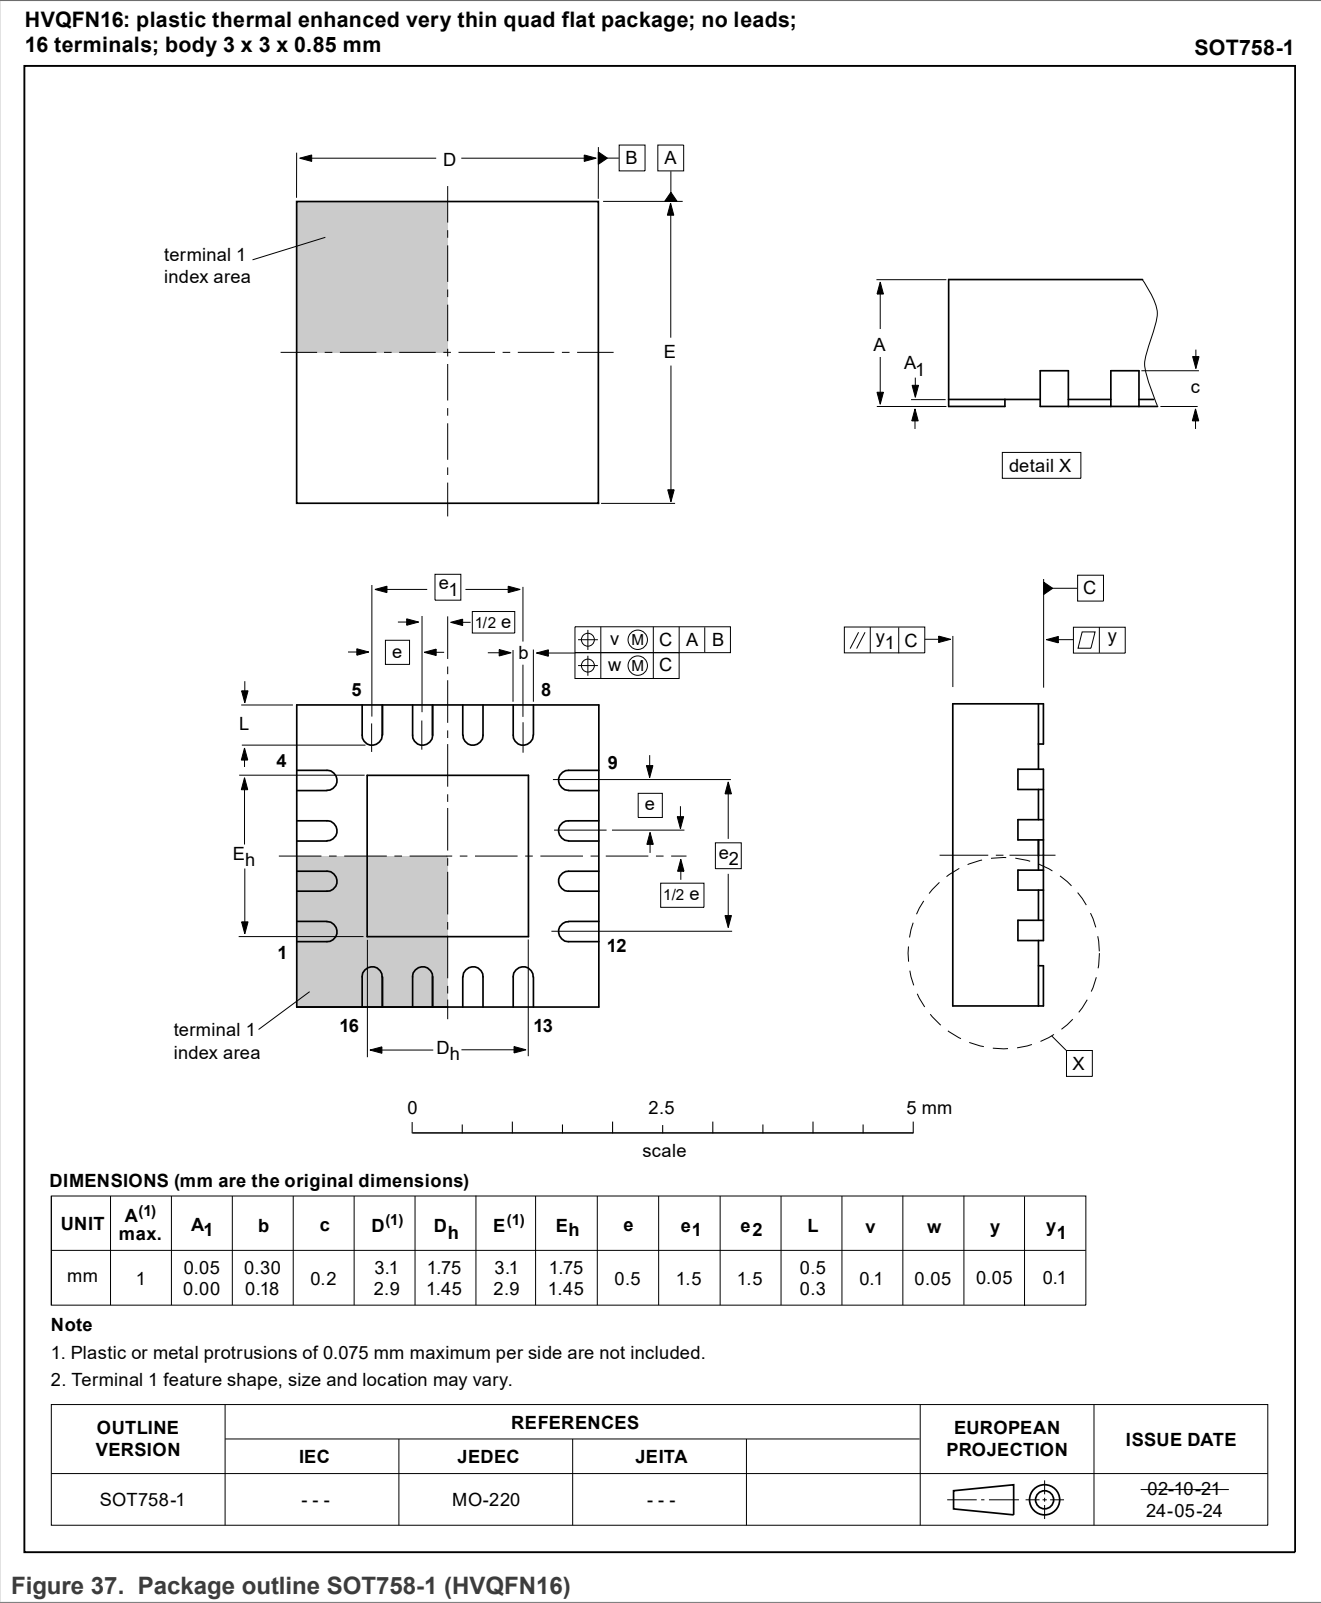 HVQFN16: plastic thermal enhanced very thin quad flat package; no leads;
16 terminals; body 3 x 3 x 0.85 mm
SOT758-1
D
B
A
terminal 1
index area
E
A
A1
c
detail X
e1
1/2 e
e
b
v M C A B
w M C
5
8
L
4
9
e
Eh
e2
1/2 e
1
12
16
13
terminal 1
index area
Dh
C
// y1 C
y
X
0 2.5 5 mm
scale
DIMENSIONS (mm are the original dimensions)
UNIT A(1) max. A1 b c D(1) Dh E(1) Eh e e1 e2 L v w y y1
mm 1 0.05 0.00 0.30 0.18 0.2 3.1 2.9 1.75 1.45 3.1 2.9 1.75 1.45 0.5 1.5 1.5 0.5 0.3 0.1 0.05 0.05 0.1
Note
1. Plastic or metal protrusions of 0.075 mm maximum per side are not included.
2. Terminal 1 feature shape, size and location may vary.
OUTLINE VERSION
REFERENCES
EUROPEAN PROJECTION
ISSUE DATE
IEC JEDEC JEITA
SOT758-1 - - - MO-220 - - -
02-10-21
24-05-24
Figure 37. Package outline SOT758-1 (HVQFN16)